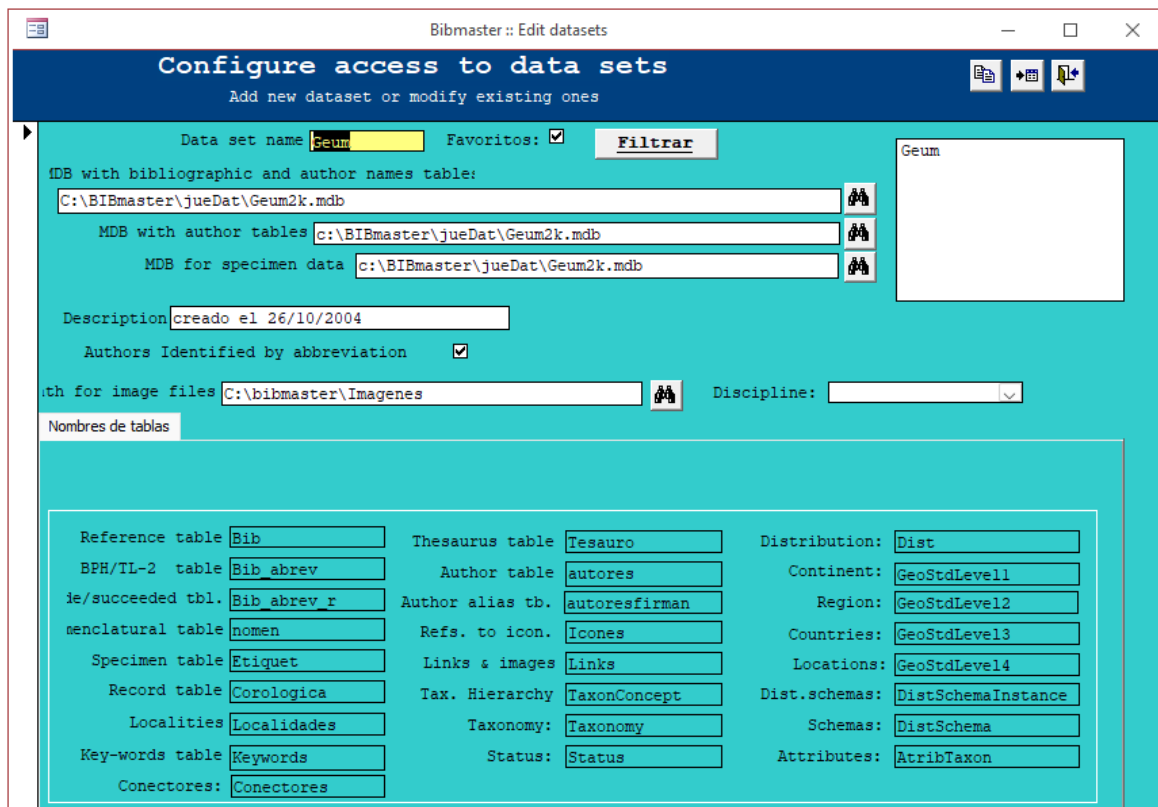 Bibmaster :: Edit datasets
Configure access to data sets
Add new dataset or modify existing ones
Data set name Geum Favoritos: Filtrar
Geum
MDB with bibliographic and author names tables
C:\BIBmaster\jueDat\Geum2k.mdb
MDB with author tables c:\BIBmaster\jueDat\Geum2k.mdb
MDB for specimen data c:\BIBmaster\jueDat\Geum2k.mdb
Description creado el 26/10/2004
Authors Identified by abbreviation
ath for image files C:\bibmaster\Imagenes Discipline:
Nombres de tablas
Reference table Bib Thesaurus table Tesauro Distribution: Dist
BPH/TL-2 table Bib_abrev Author table autores Continent: GeoStdLevel1
ie/succeeded tbl. Bib_abrev_r Author alias tb. autoresfirman Region: GeoStdLevel2
menclatural table nomen Refs. to icon. Icones Countries: GeoStdLevel3
Specimen table Etiquet Links & images Links Locations: GeoStdLevel4
Record table Corologica Tax. Hierarchy TaxonConcept Dist.schemas: DistSchemaInstance
Localities Localidades Taxonomy: Taxonomy Schemas: DistSchema
Key-words table Keywords Status: Status Attributes: AtribTaxon
Conectores: Conectores